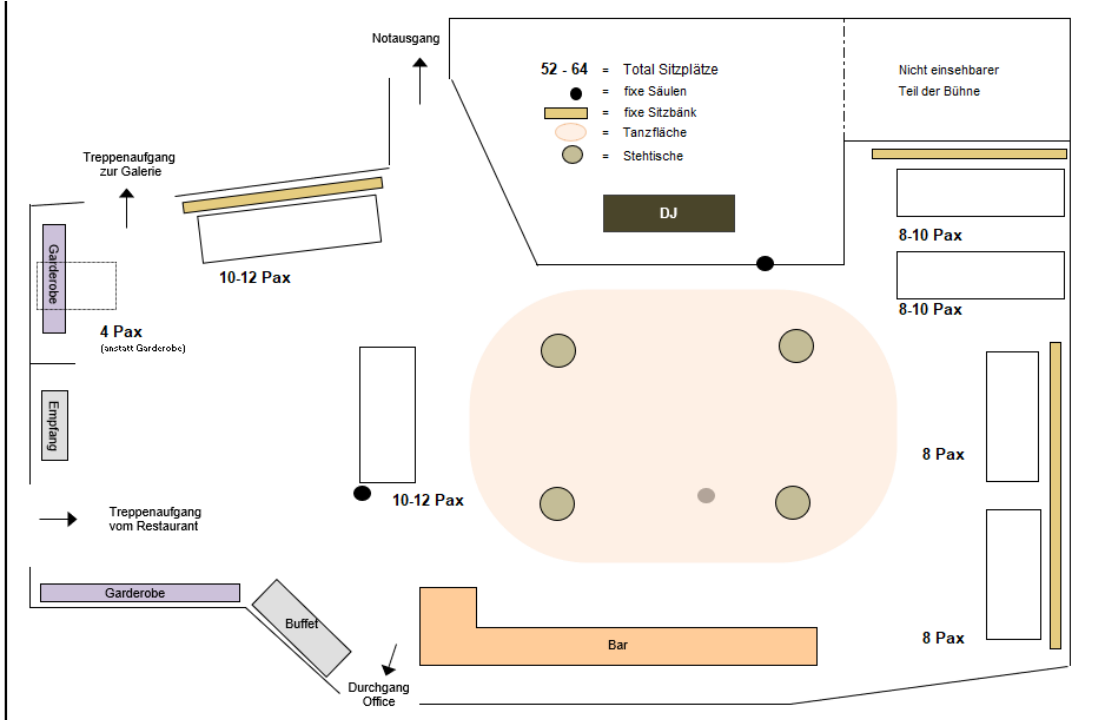 Notausgang
52 - 64 = Total Sitzplätze
= fixe Säulen
= fixe Sitzbänk
= Tanzfläche
= Stehtische
Nicht einsehbarer
Teil der Bühne
Treppenaufgang
zur Galerie
DJ
Garderobe
10-12 Pax
8-10 Pax
8-10 Pax
4 Pax
(anstatt Garderobe)
Empfang
8 Pax
10-12 Pax
Treppenaufgang
vom Restaurant
Garderobe
Buffet
Bar
8 Pax
Durchgang
Office